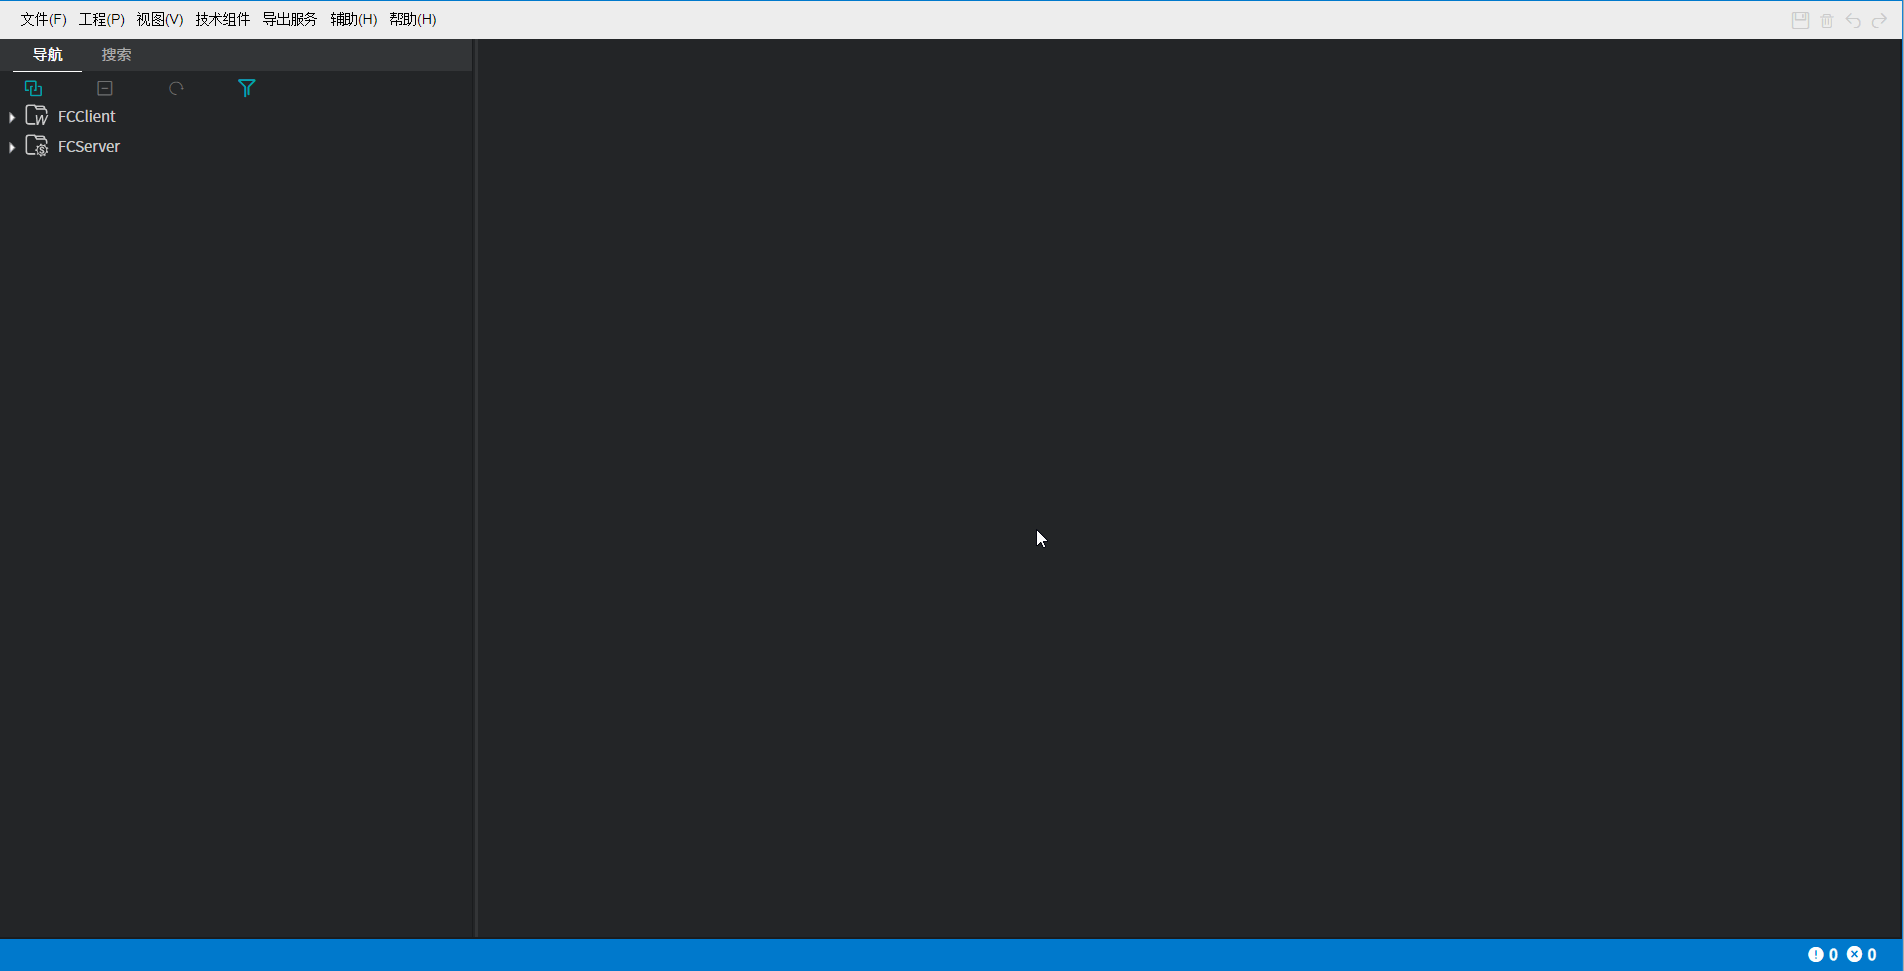 文件(F) 工程(P) 视图(V) 技术组件 导出服务 辅助(H) 帮助(H)
导航 搜索
FCClient
FCServer
0 0